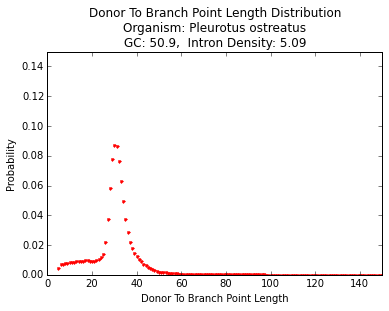 Donor To Branch Point Length Distribution
Organism: Pleurotus ostreatus
GC: 50.9,  Intron Density: 5.09
0.14
0.12
0.10
0.08
0.06
0.04
0.02
0.00
Probability
0 20 40 60 80 100 120 140
Donor To Branch Point Length